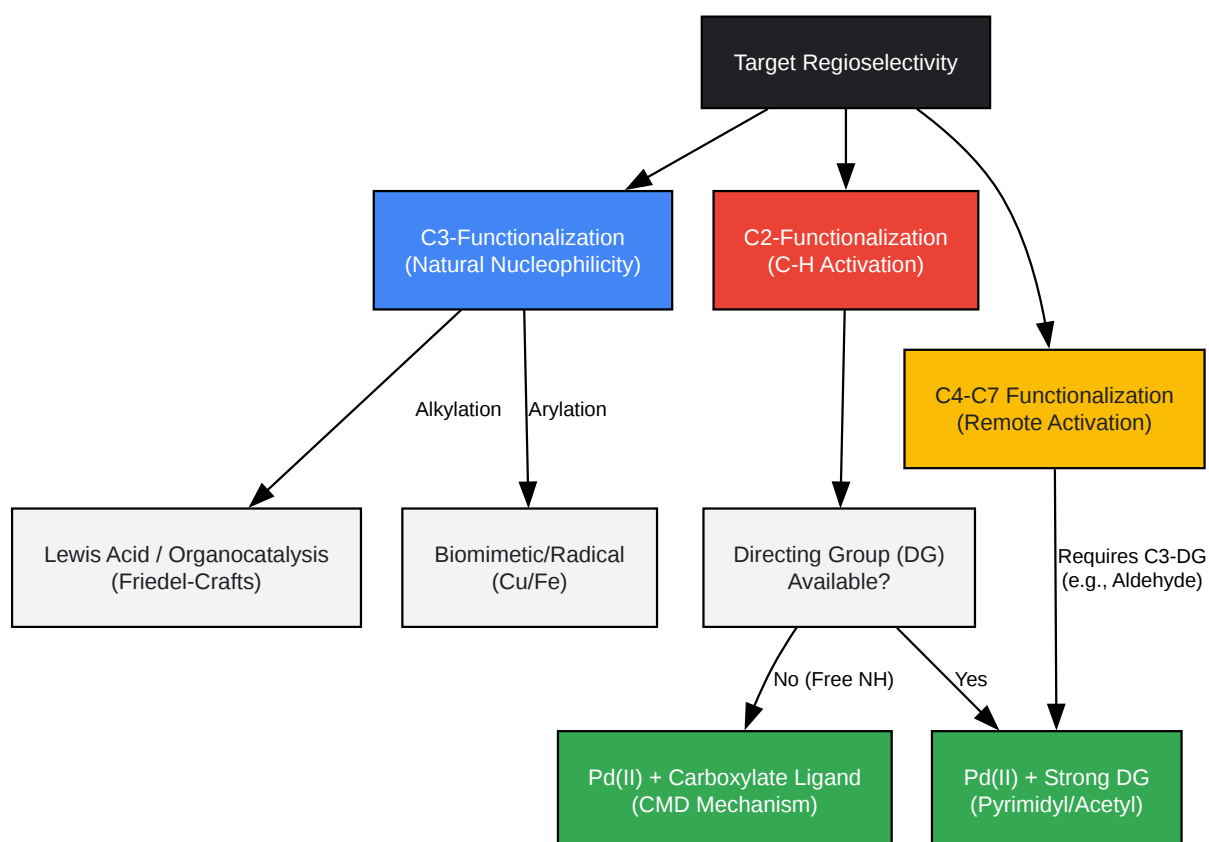 Target Regioselectivity
C3-Functionalization
(Natural Nucleophilicity)
C2-Functionalization
(C-H Activation)
C4-C7 Functionalization
(Remote Activation)
Alkylation
Arylation
Lewis Acid / Organocatalysis
(Friedel-Crafts)
Biomimetic/Radical
(Cu/Fe)
Directing Group (DG)
Available?
Requires C3-DG
(e.g., Aldehyde)
No (Free NH)
Yes
Pd(II) + Carboxylate Ligand
(CMD Mechanism)
Pd(II) + Strong DG
(Pyrimidyl/Acetyl)